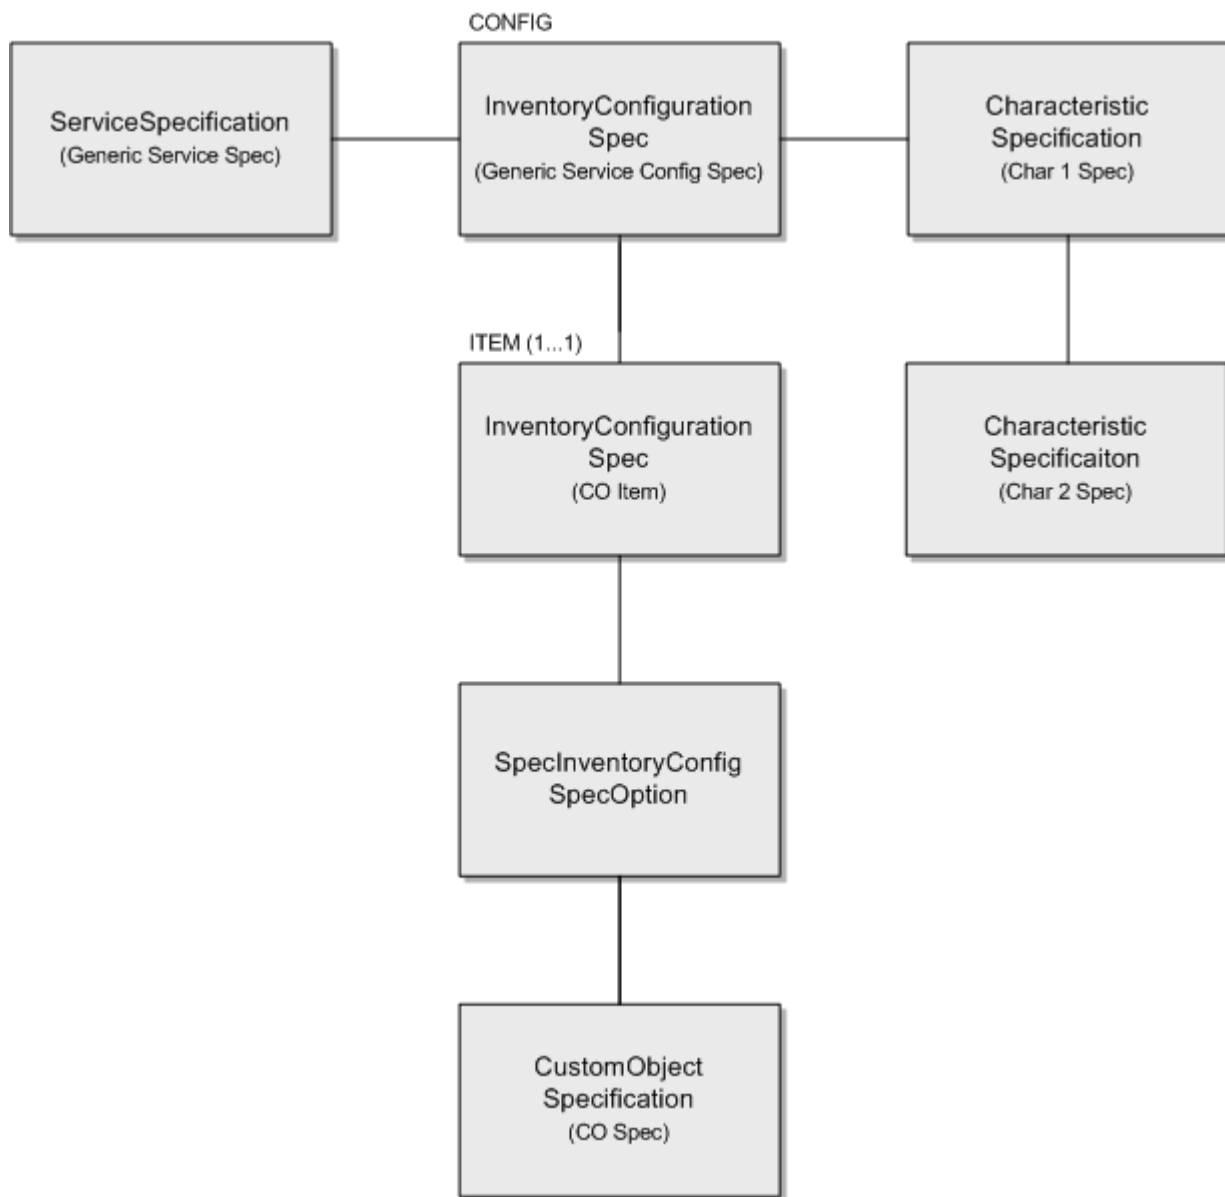 CONFIG
ServiceSpecification
(Generic Service Spec)
InventoryConfiguration
Spec
(Generic Service Config Spec)
Characteristic
Specification
(Char 1 Spec)
ITEM (1...1)
InventoryConfiguration
Spec
(CO Item)
Characteristic
Specificaiton
(Char 2 Spec)
SpecInventoryConfig
SpecOption
CustomObject
Specification
(CO Spec)